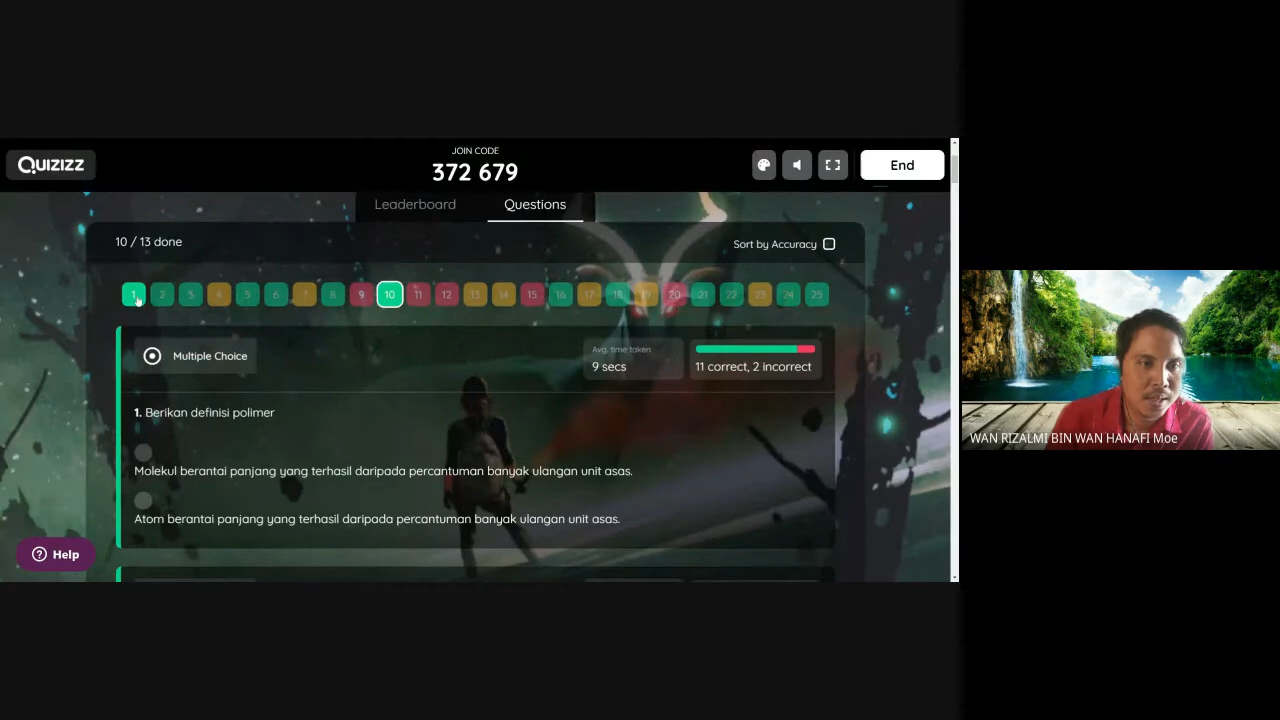 QUIZIZZ
JOIN CODE
372 679
End
Leaderboard
Questions
10 / 13 done
Sort by Accuracy
1 2 3 4 5 6 7 8 9 10 11 12 13 14 15 16 17 18 19 20 21 22 23 24 25
Multiple Choice
Avg. time taken
9 secs
11 correct, 2 incorrect
1. Berikan definisi polimer
Molekul berantai panjang yang terhasil daripada percantuman banyak ulangan unit asas.
Atom berantai panjang yang terhasil daripada percantuman banyak ulangan unit asas.
Help
WAN RIZALMI BIN WAN HANAFI Moe